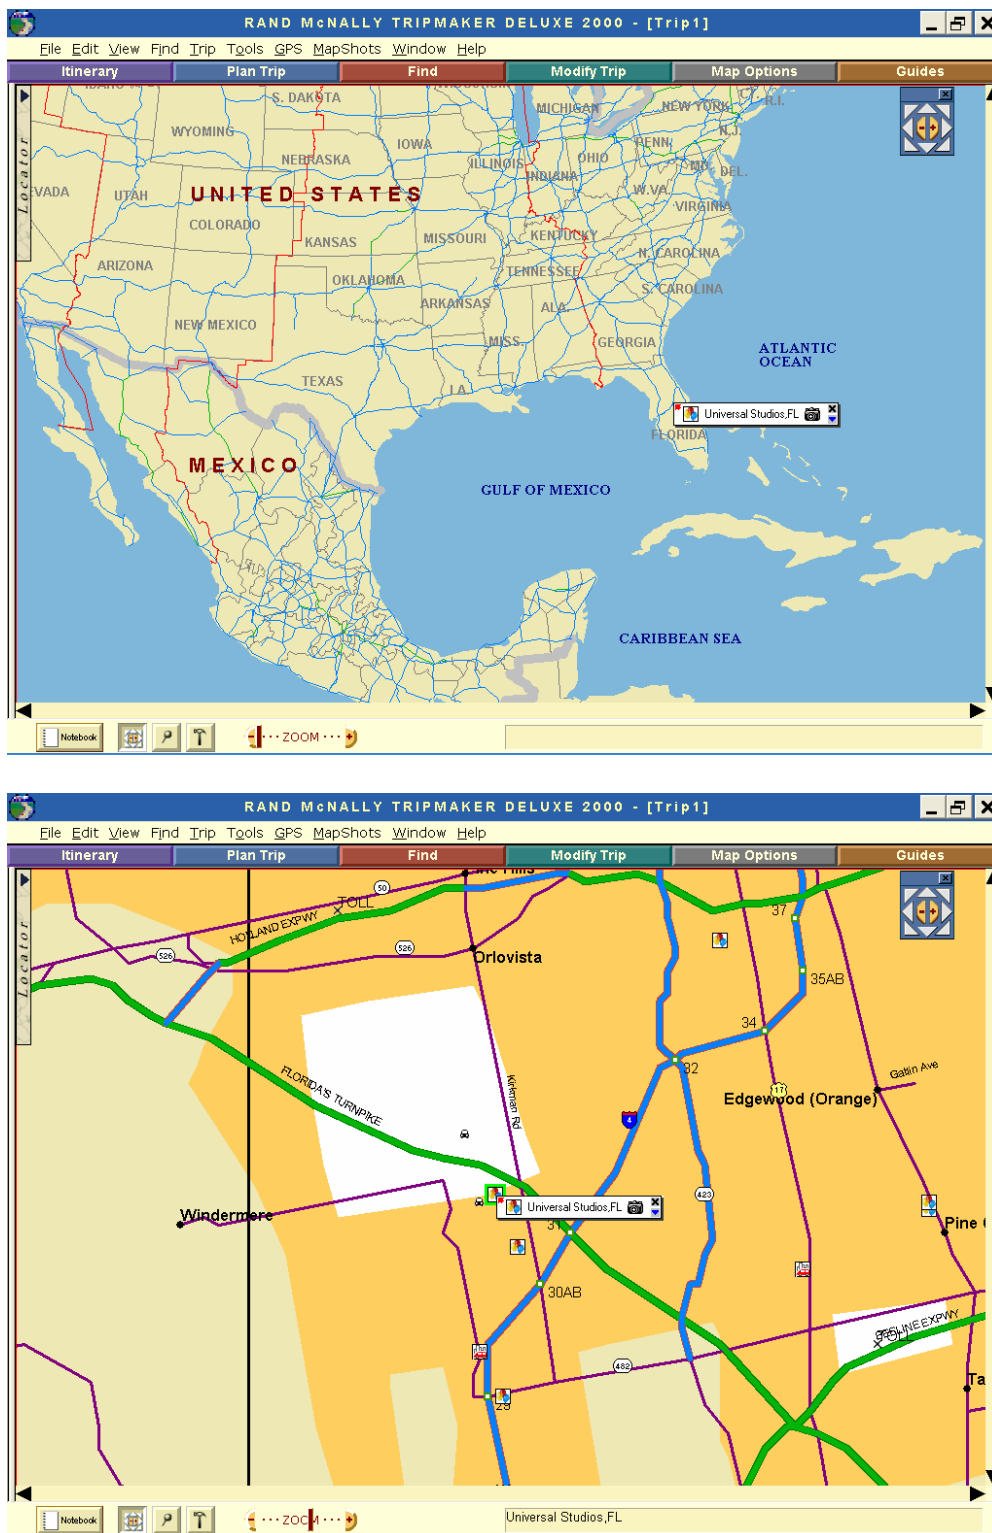 RAND McNALLY TRIPMAKER DELUXE 2000 - [Trip1]
File Edit View Find Trip Tools GPS MapShots Window Help
Itinerary Plan Trip Find Modify Trip Map Options Guides
Locator
S. DAKOTA
MICHIGAN
NEW YORK
R.I.
WYOMING
IOWA
PENN.
N.J.
NEBRASKA
ILLINOIS
OHIO
MD.
DEL.
VADA
UTAH
UNITED STATES
INDIANA
W.VA.
VIRGINIA
COLORADO
KANSAS
MISSOURI
KENTUCKY
N. CAROLINA
ARIZONA
OKLAHOMA
TENNESSEE
S. CAROLINA
ARKANSAS
ALA.
NEW MEXICO
MISS.
GEORGIA
ATLANTIC
OCEAN
TEXAS
LA.
Universal Studios,FL
FLORIDA
MEXICO
GULF OF MEXICO
CARIBBEAN SEA
Notebook
ZOOM
RAND McNALLY TRIPMAKER DELUXE 2000 - [Trip1]
File Edit View Find Trip Tools GPS MapShots Window Help
Itinerary Plan Trip Find Modify Trip Map Options Guides
Locator
Hills
50
TOLL
37
HOLLAND EXPWY
526
526
Orlovista
35AB
34
32
Gatlin Ave
FLORIDA'S TURNPIKE
Kirkman Rd
17
Edgewood (Orange)
4
423
Universal Studios,FL
Windermere
31
Pine
30AB
BEELINE EXPWY
TOLL
482
Ta
29
Notebook
ZOOM
Universal Studios,FL